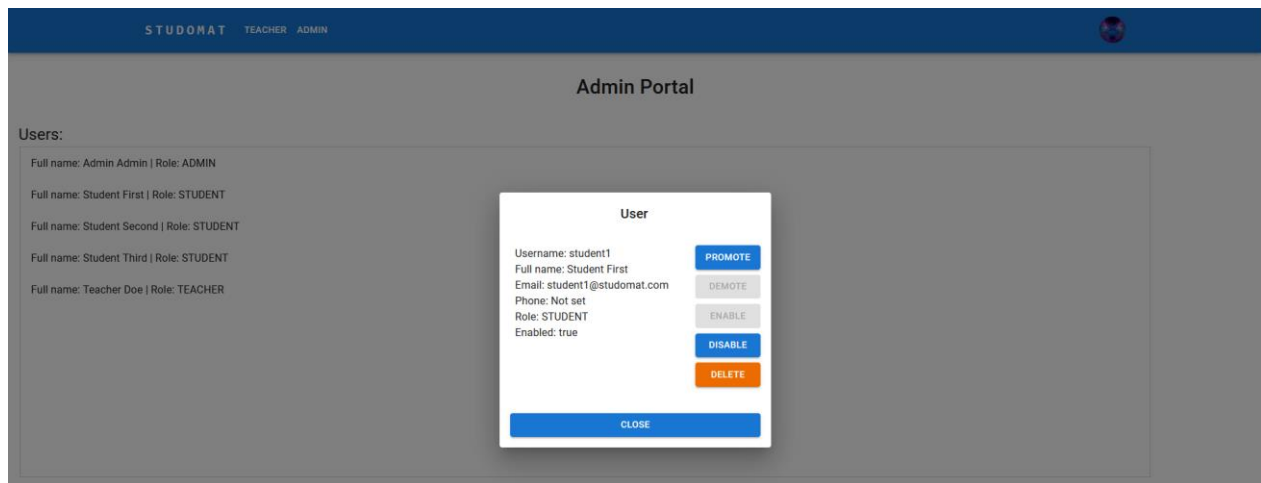 STUDOMAT TEACHER ADMIN
Admin Portal
Users:
Full name: Admin Admin | Role: ADMIN
Full name: Student First | Role: STUDENT
Full name: Student Second | Role: STUDENT
Full name: Student Third | Role: STUDENT
Full name: Teacher Doe | Role: TEACHER
User
Username: student1
Full name: Student First
Email: student1@studomat.com
Phone: Not set
Role: STUDENT
Enabled: true
PROMOTE
DEMOTE
ENABLE
DISABLE
DELETE
CLOSE